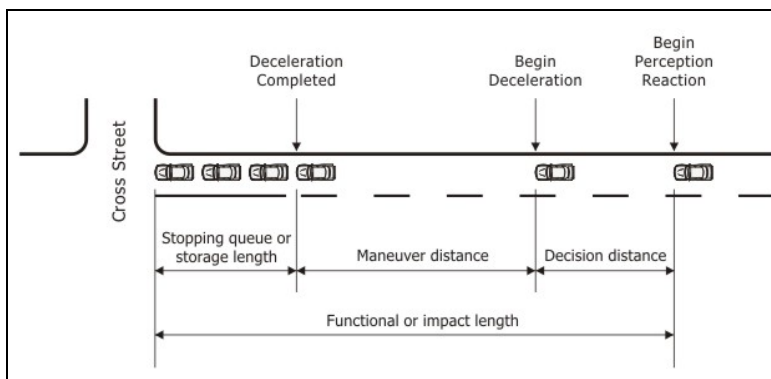 Deceleration
Completed
Begin
Deceleration
Begin
Perception
Reaction
Cross Street
Stopping queue or
storage length
Maneuver distance
Decision distance
Functional or impact length